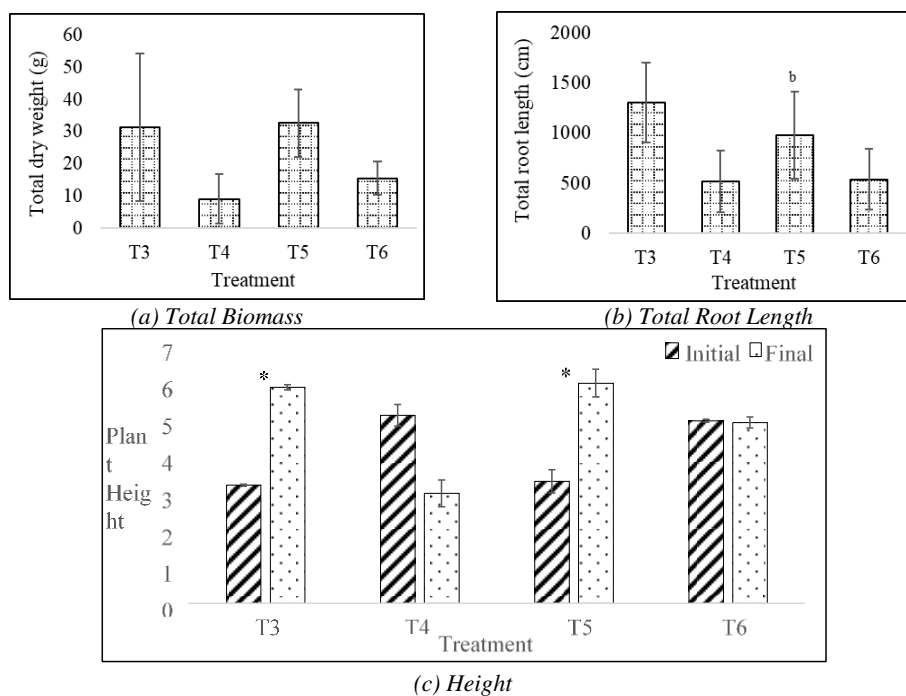 60
50
40
30
20
10
0
Total dry weight (g)
T3 T4 T5 T6
Treatment
(a) Total Biomass
2000
1500
1000
500
0
Total root length (cm)
b
T3 T4 T5 T6
Treatment
(b) Total Root Length
7
6
5
4
3
2
1
0
Plan
t
Height
Initial Final
* *
T3 T4 T5 T6
Treatment
(c) Height